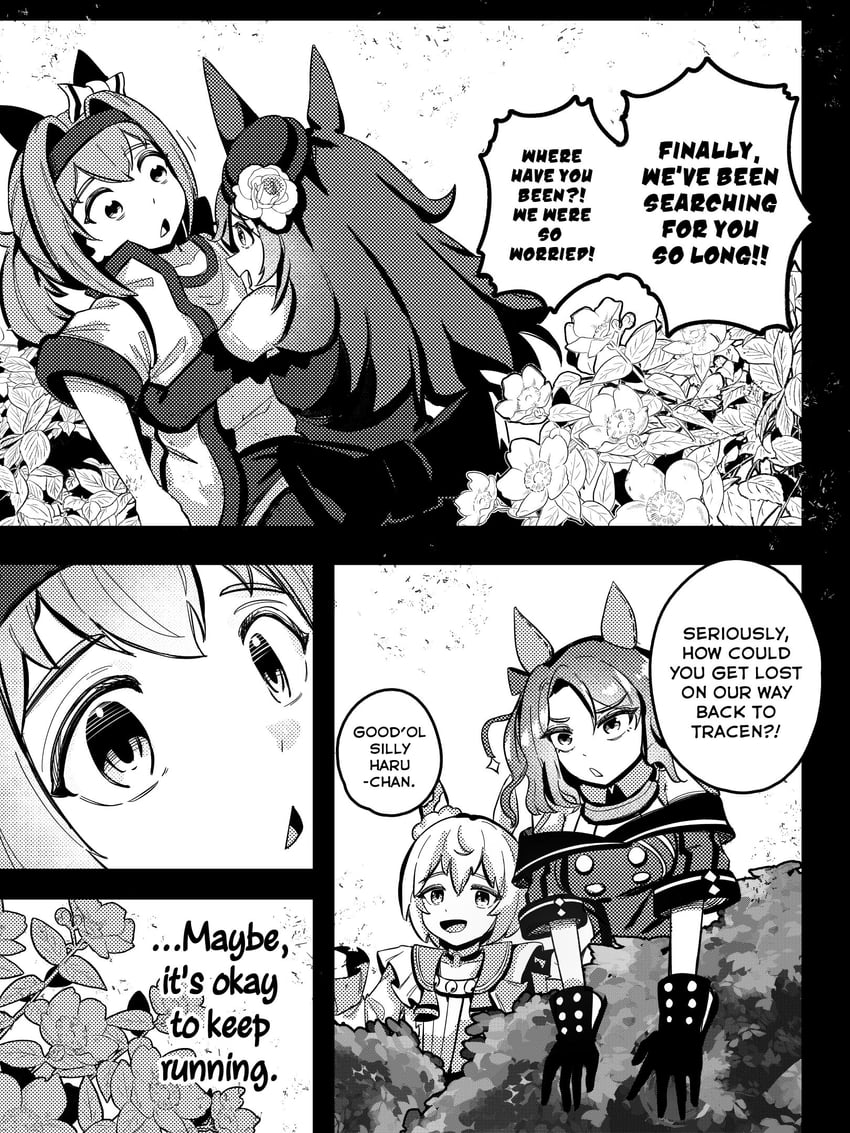 FINALLY,
WE'VE BEEN
SEARCHING
FOR YOU
SO LONG!!
WHERE
HAVE YOU
BEEN?!
WE WERE
SO
WORRIED!
SERIOUSLY,
HOW COULD
YOU GET LOST
ON OUR WAY
BACK TO
TRACEN?!
GOOD'OL
SILLY
HARU
-CHAN.
...Maybe,
it's okay
to keep
running.